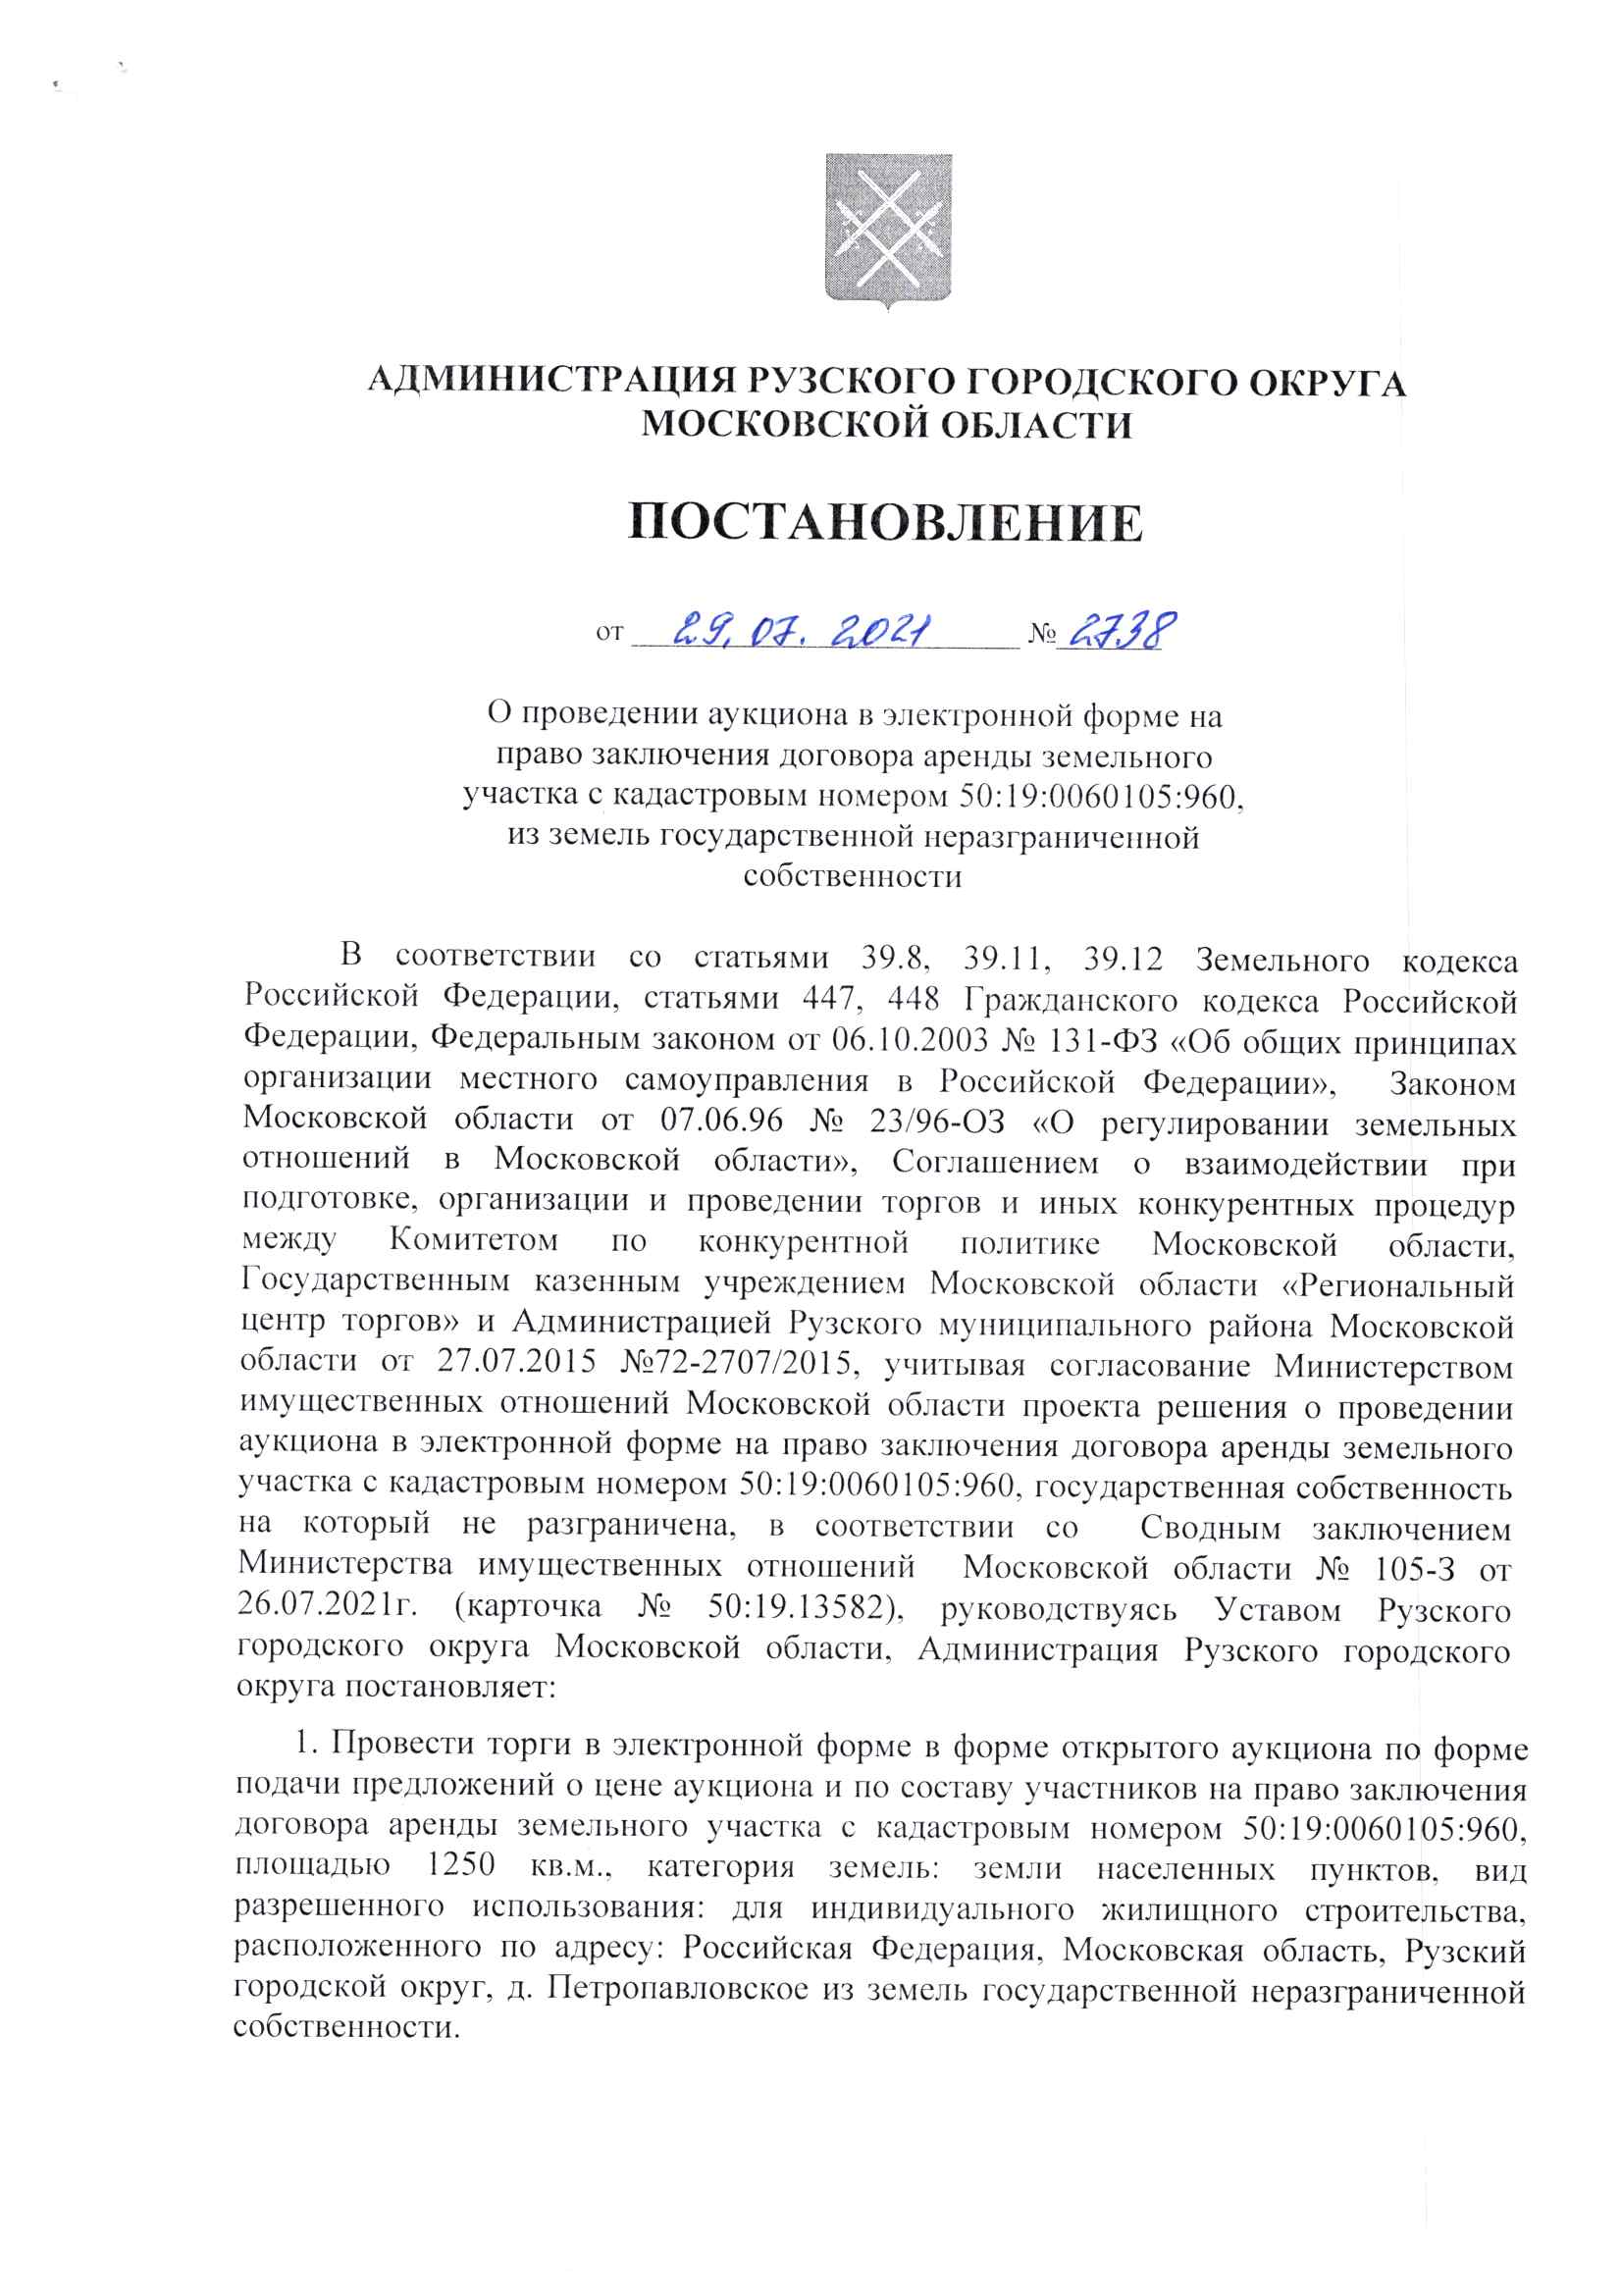 АДМИНИСТРАЦИЯ РУЗСКОГО ГОРОДСКОГО ОКРУГА
МОСКОВСКОЙ ОБЛАСТИ
ПОСТАНОВЛЕНИЕ
от 29.07.2021 № 2738
О проведении аукциона в электронной форме на
право заключения договора аренды земельного
участка с кадастровым номером 50:19:0060105:960,
из земель государственной неразграниченной
собственности
В соответствии со статьями 39.8, 39.11, 39.12 Земельного кодекса
Российской Федерации, статьями 447, 448 Гражданского кодекса Российской
Федерации, Федеральным законом от 06.10.2003 № 131-ФЗ «Об общих принципах
организации местного самоуправления в Российской Федерации», Законом
Московской области от 07.06.96 № 23/96-ОЗ «О регулировании земельных
отношений в Московской области», Соглашением о взаимодействии при
подготовке, организации и проведении торгов и иных конкурентных процедур
между Комитетом по конкурентной политике Московской области,
Государственным казенным учреждением Московской области «Региональный
центр торгов» и Администрацией Рузского муниципального района Московской
области от 27.07.2015 №72-2707/2015, учитывая согласование Министерством
имущественных отношений Московской области проекта решения о проведении
аукциона в электронной форме на право заключения договора аренды земельного
участка с кадастровым номером 50:19:0060105:960, государственная собственность
на который не разграничена, в соответствии со Сводным заключением
Министерства имущественных отношений Московской области № 105-З от
26.07.2021г. (карточка № 50:19.13582), руководствуясь Уставом Рузского
городского округа Московской области, Администрация Рузского городского
округа постановляет:
1. Провести торги в электронной форме в форме открытого аукциона по форме
подачи предложений о цене аукциона и по составу участников на право заключения
договора аренды земельного участка с кадастровым номером 50:19:0060105:960,
площадью 1250 кв.м., категория земель: земли населенных пунктов, вид
разрешенного использования: для индивидуального жилищного строительства,
расположенного по адресу: Российская Федерация, Московская область, Рузский
городской округ, д. Петропавловское из земель государственной неразграниченной
собственности.